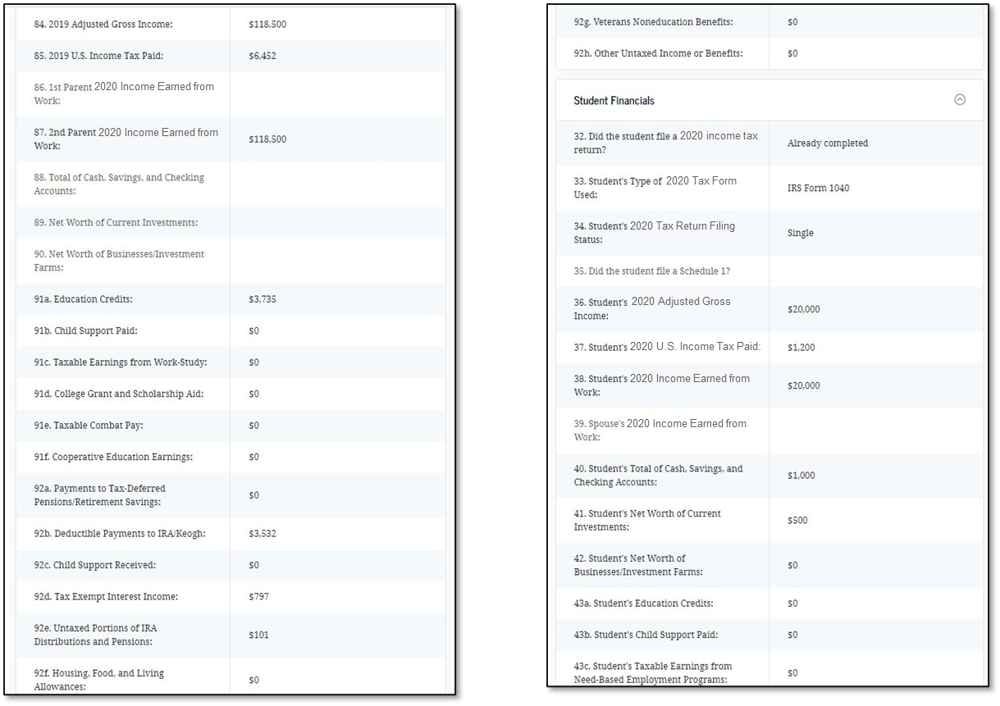 84. 2019 Adjusted Gross Income: $118,500
85. 2019 U.S. Income Tax Paid: $6,452
86. 1st Parent 2020 Income Earned from
Work:
87. 2nd Parent 2020 Income Earned from
Work: $118,500
88. Total of Cash, Savings, and Checking
Accounts:
89. Net Worth of Current Investments:
90. Net Worth of Businesses/Investment
Farms:
91a. Education Credits: $3,735
91b. Child Support Paid: $0
91c. Taxable Earnings from Work-Study: $0
91d. College Grant and Scholarship Aid: $0
91e. Taxable Combat Pay: $0
91f. Cooperative Education Earnings: $0
92a. Payments to Tax-Deferred
Pensions/Retirement Savings: $0
92b. Deductible Payments to IRA/Keogh: $3,532
92c. Child Support Received: $0
92d. Tax Exempt Interest Income: $797
92e. Untaxed Portions of IRA
Distributions and Pensions: $101
92f. Housing, Food, and Living
Allowances: $0
92g. Veterans Noneducation Benefits: $0
92h. Other Untaxed Income or Benefits: $0
Student Financials
32. Did the student file a 2020 income tax
return? Already completed
33. Student's Type of 2020 Tax Form
Used: IRS Form 1040
34. Student's 2020 Tax Return Filing
Status: Single
35. Did the student file a Schedule 1?
36. Student's 2020 Adjusted Gross
Income: $20,000
37. Student's 2020 U.S. Income Tax Paid: $1,200
38. Student's 2020 Income Earned from
Work: $20,000
39. Spouse's 2020 Income Earned from
Work:
40. Student's Total of Cash, Savings, and
Checking Accounts: $1,000
41. Student's Net Worth of Current
Investments: $500
42. Student's Net Worth of
Businesses/Investment Farms: $0
43a. Student's Education Credits: $0
43b. Student's Child Support Paid: $0
43c. Student's Taxable Earnings from
Need-Based Employment Programs: $0